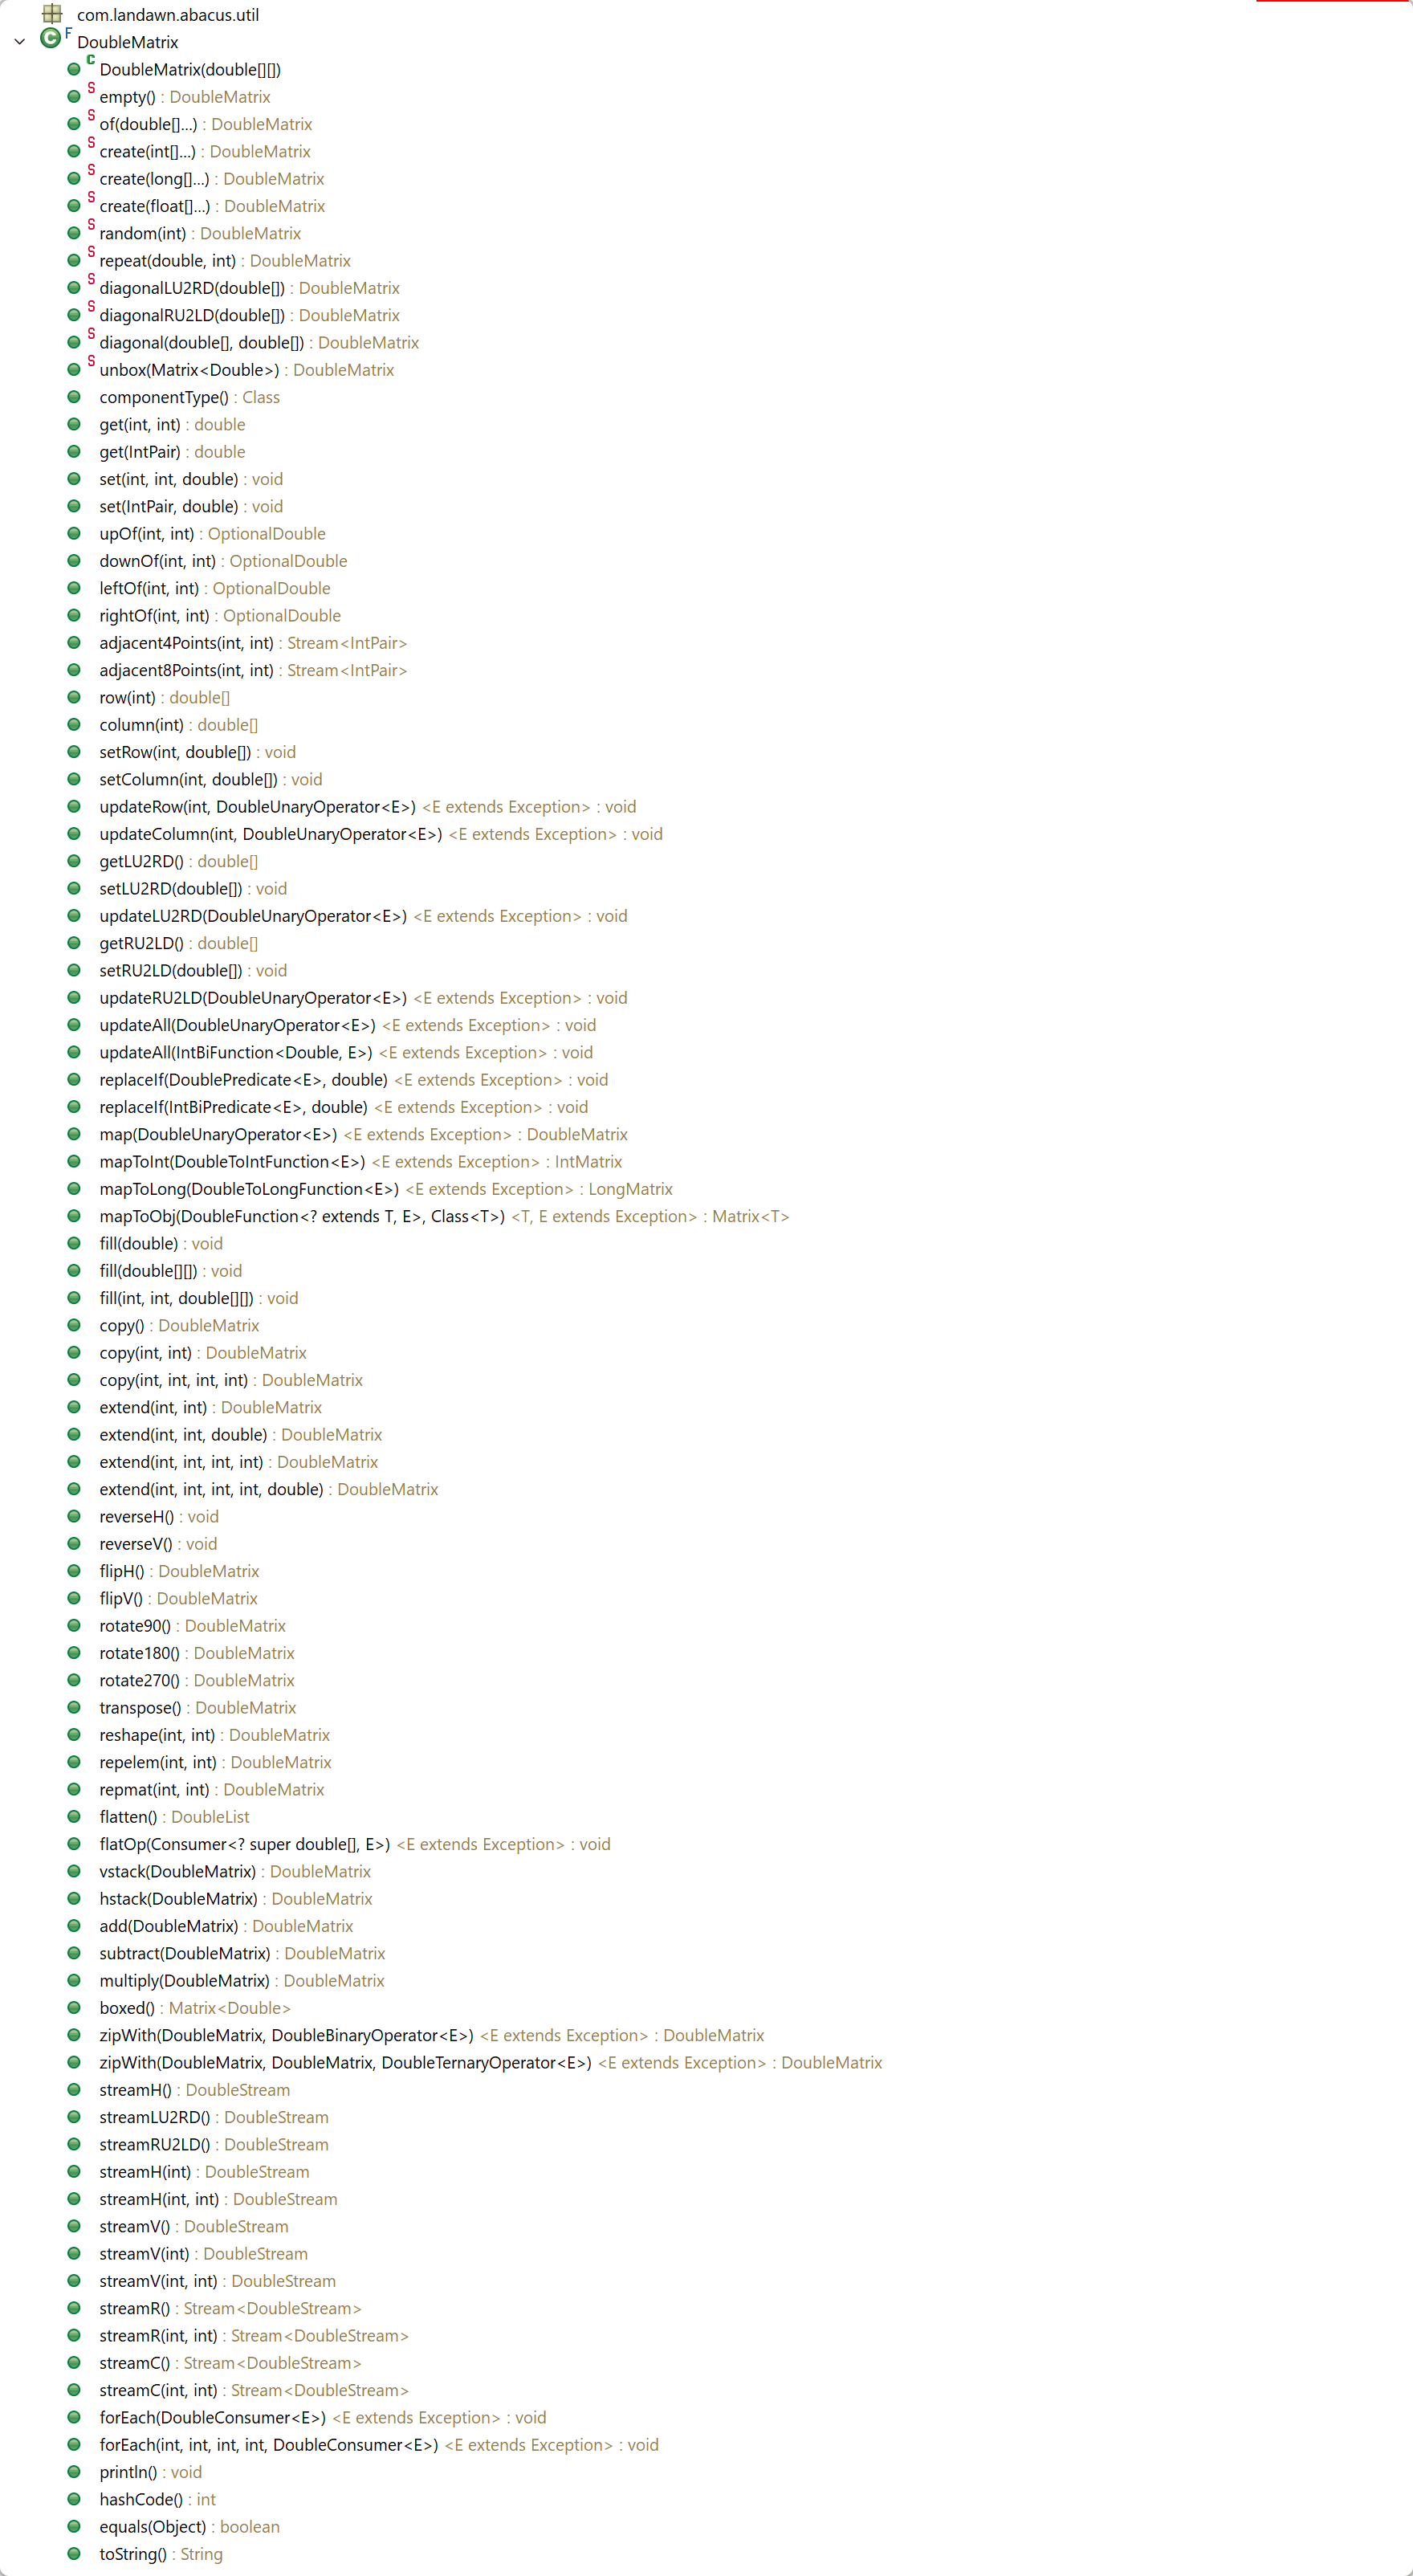 com.landawn.abacus.util
F DoubleMatrix
C DoubleMatrix(double[][])
S empty() : DoubleMatrix
S of(double[]...) : DoubleMatrix
S create(int[]...) : DoubleMatrix
S create(long[]...) : DoubleMatrix
S create(float[]...) : DoubleMatrix
S random(int) : DoubleMatrix
S repeat(double, int) : DoubleMatrix
S diagonalLU2RD(double[]) : DoubleMatrix
S diagonalRU2LD(double[]) : DoubleMatrix
S diagonal(double[], double[]) : DoubleMatrix
S unbox(Matrix<Double>) : DoubleMatrix
componentType() : Class
get(int, int) : double
get(IntPair) : double
set(int, int, double) : void
set(IntPair, double) : void
upOf(int, int) : OptionalDouble
downOf(int, int) : OptionalDouble
leftOf(int, int) : OptionalDouble
rightOf(int, int) : OptionalDouble
adjacent4Points(int, int) : Stream<IntPair>
adjacent8Points(int, int) : Stream<IntPair>
row(int) : double[]
column(int) : double[]
setRow(int, double[]) : void
setColumn(int, double[]) : void
updateRow(int, DoubleUnaryOperator<E>) <E extends Exception> : void
updateColumn(int, DoubleUnaryOperator<E>) <E extends Exception> : void
getLU2RD() : double[]
setLU2RD(double[]) : void
updateLU2RD(DoubleUnaryOperator<E>) <E extends Exception> : void
getRU2LD() : double[]
setRU2LD(double[]) : void
updateRU2LD(DoubleUnaryOperator<E>) <E extends Exception> : void
updateAll(DoubleUnaryOperator<E>) <E extends Exception> : void
updateAll(IntBiFunction<Double, E>) <E extends Exception> : void
replaceIf(DoublePredicate<E>, double) <E extends Exception> : void
replaceIf(IntBiPredicate<E>, double) <E extends Exception> : void
map(DoubleUnaryOperator<E>) <E extends Exception> : DoubleMatrix
mapToInt(DoubleToIntFunction<E>) <E extends Exception> : IntMatrix
mapToLong(DoubleToLongFunction<E>) <E extends Exception> : LongMatrix
mapToObj(DoubleFunction<? extends T, E>, Class<T>) <T, E extends Exception> : Matrix<T>
fill(double) : void
fill(double[][]) : void
fill(int, int, double[][]) : void
copy() : DoubleMatrix
copy(int, int) : DoubleMatrix
copy(int, int, int, int) : DoubleMatrix
extend(int, int) : DoubleMatrix
extend(int, int, double) : DoubleMatrix
extend(int, int, int, int) : DoubleMatrix
extend(int, int, int, int, double) : DoubleMatrix
reverseH() : void
reverseV() : void
flipH() : DoubleMatrix
flipV() : DoubleMatrix
rotate90() : DoubleMatrix
rotate180() : DoubleMatrix
rotate270() : DoubleMatrix
transpose() : DoubleMatrix
reshape(int, int) : DoubleMatrix
repelem(int, int) : DoubleMatrix
repmat(int, int) : DoubleMatrix
flatten() : DoubleList
flatOp(Consumer<? super double[], E>) <E extends Exception> : void
vstack(DoubleMatrix) : DoubleMatrix
hstack(DoubleMatrix) : DoubleMatrix
add(DoubleMatrix) : DoubleMatrix
subtract(DoubleMatrix) : DoubleMatrix
multiply(DoubleMatrix) : DoubleMatrix
boxed() : Matrix<Double>
zipWith(DoubleMatrix, DoubleBinaryOperator<E>) <E extends Exception> : DoubleMatrix
zipWith(DoubleMatrix, DoubleMatrix, DoubleTernaryOperator<E>) <E extends Exception> : DoubleMatrix
streamH() : DoubleStream
streamLU2RD() : DoubleStream
streamRU2LD() : DoubleStream
streamH(int) : DoubleStream
streamH(int, int) : DoubleStream
streamV() : DoubleStream
streamV(int) : DoubleStream
streamV(int, int) : DoubleStream
streamR() : Stream<DoubleStream>
streamR(int, int) : Stream<DoubleStream>
streamC() : Stream<DoubleStream>
streamC(int, int) : Stream<DoubleStream>
forEach(DoubleConsumer<E>) <E extends Exception> : void
forEach(int, int, int, int, DoubleConsumer<E>) <E extends Exception> : void
println() : void
hashCode() : int
equals(Object) : boolean
toString() : String